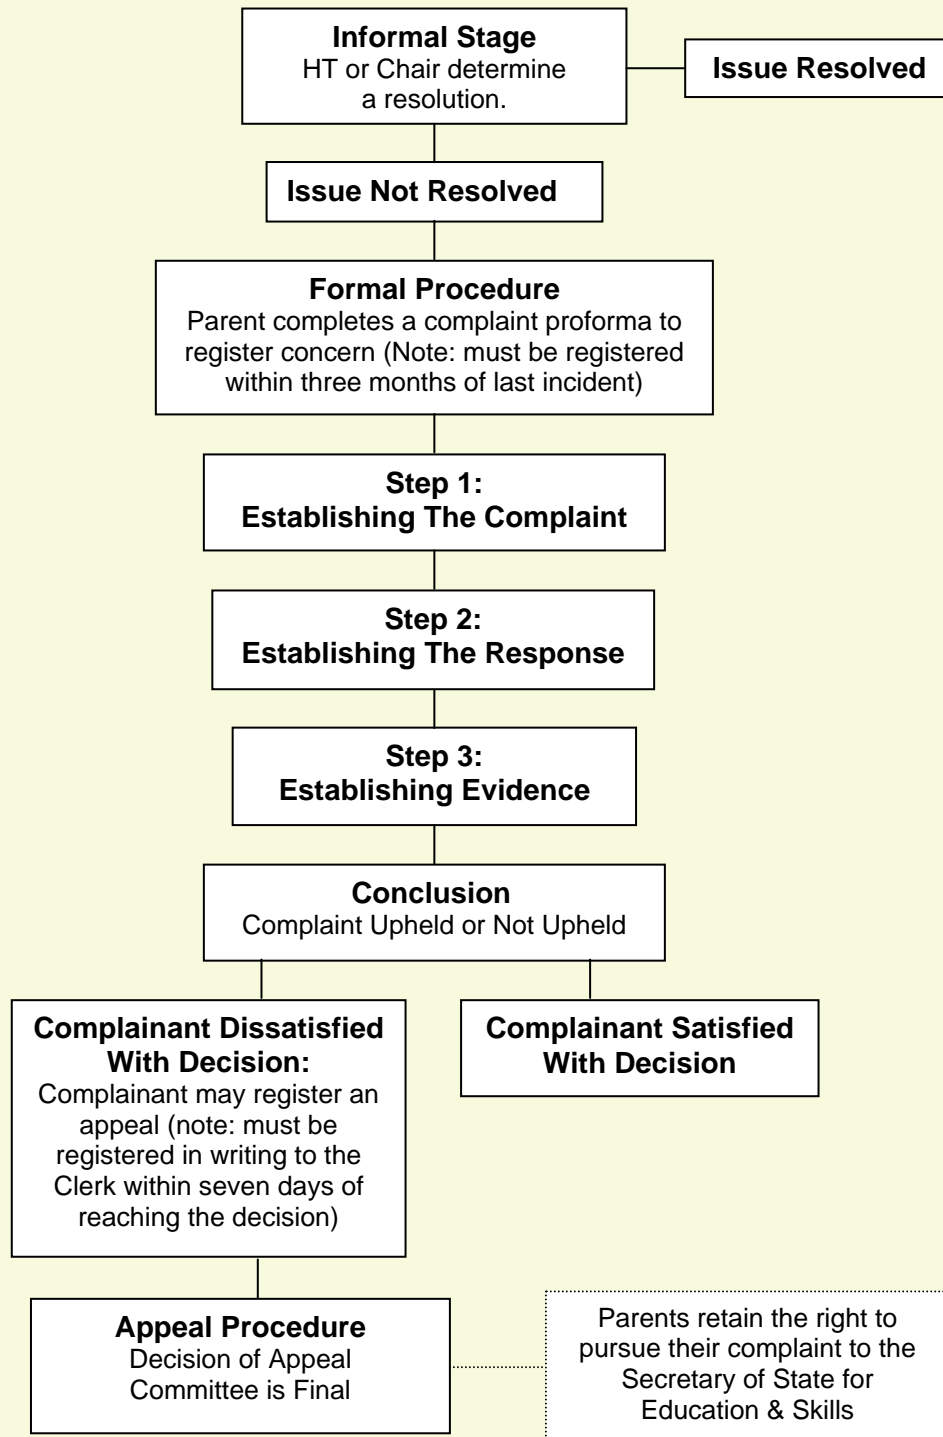 Informal Stage
HT or Chair determine
a resolution.
Issue Resolved
Issue Not Resolved
Formal Procedure
Parent completes a complaint proforma to
register concern (Note: must be registered
within three months of last incident)
Step 1:
Establishing The Complaint
Step 2:
Establishing The Response
Step 3:
Establishing Evidence
Conclusion
Complaint Upheld or Not Upheld
Complainant Dissatisfied
With Decision:
Complainant may register an
appeal (note: must be
registered in writing to the
Clerk within seven days of
reaching the decision)
Complainant Satisfied
With Decision
Appeal Procedure
Decision of Appeal
Committee is Final
Parents retain the right to
pursue their complaint to the
Secretary of State for
Education & Skills